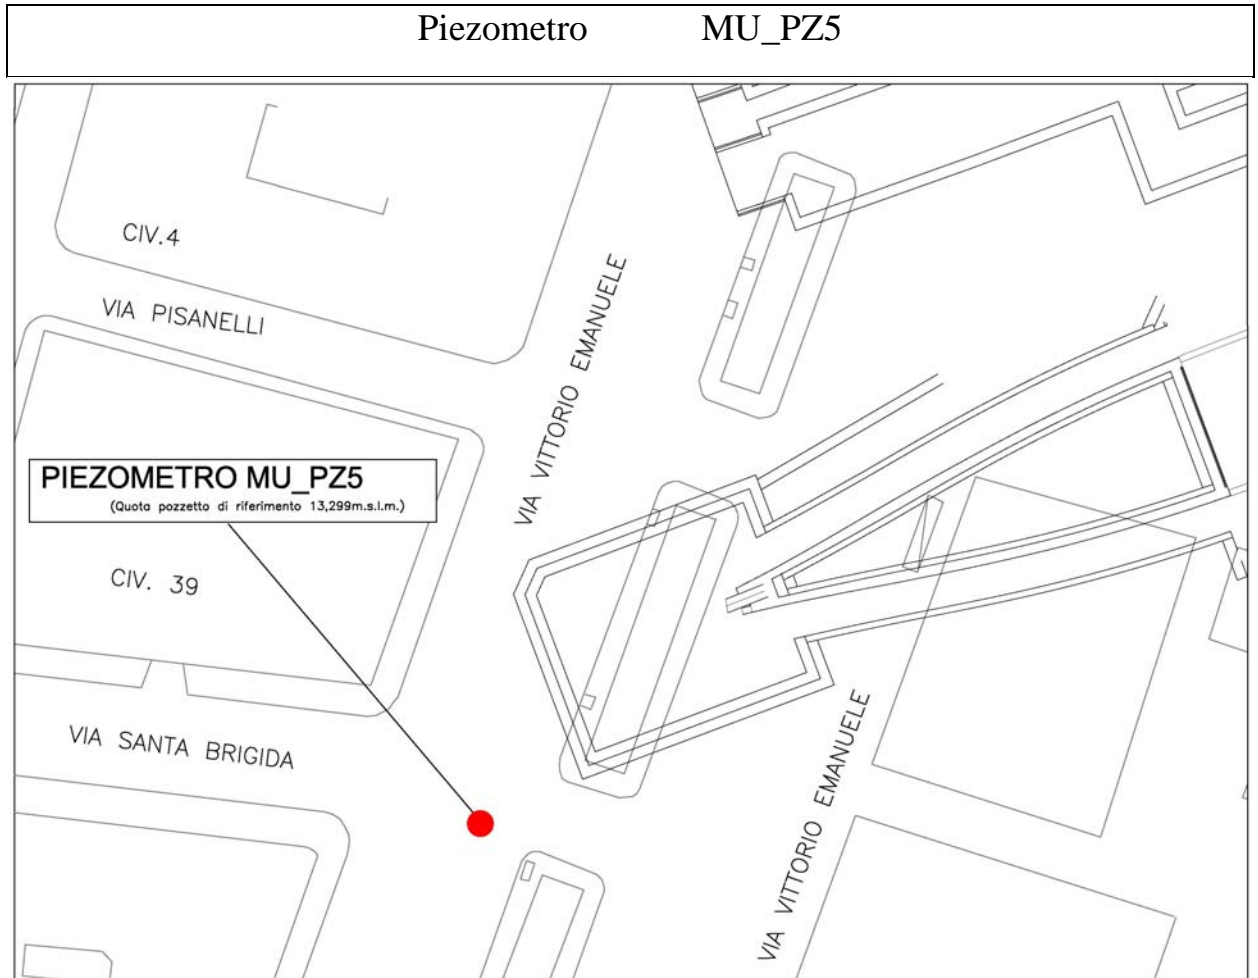 Piezometro MU_PZ5
CIV.4
VIA PISANELLI
VIA VITTORIO EMANUELE
PIEZOMETRO MU_PZ5
(Quota pozzetto di riferimento 13,299m.s.l.m.)
CIV. 39
VIA SANTA BRIGIDA
VIA VITTORIO EMANUELE